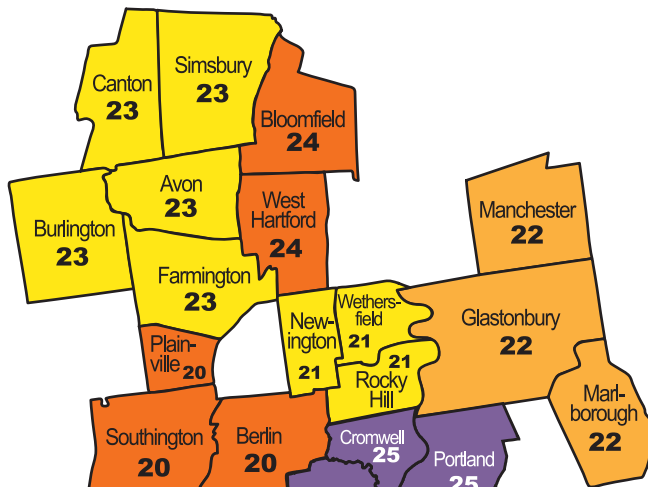 Simsbury
23
Canton
23
Bloomfield
24
Avon
23
West
Hartford
24
Manchester
22
Burlington
23
Farmington
23
Wethers-
field
21
New-
ington
21
Glastonbury
22
Plain-
ville 20
21
Rocky
Hill
Marl-
borough
22
Southington
20
Berlin
20
Cromwell
25
Portland
25